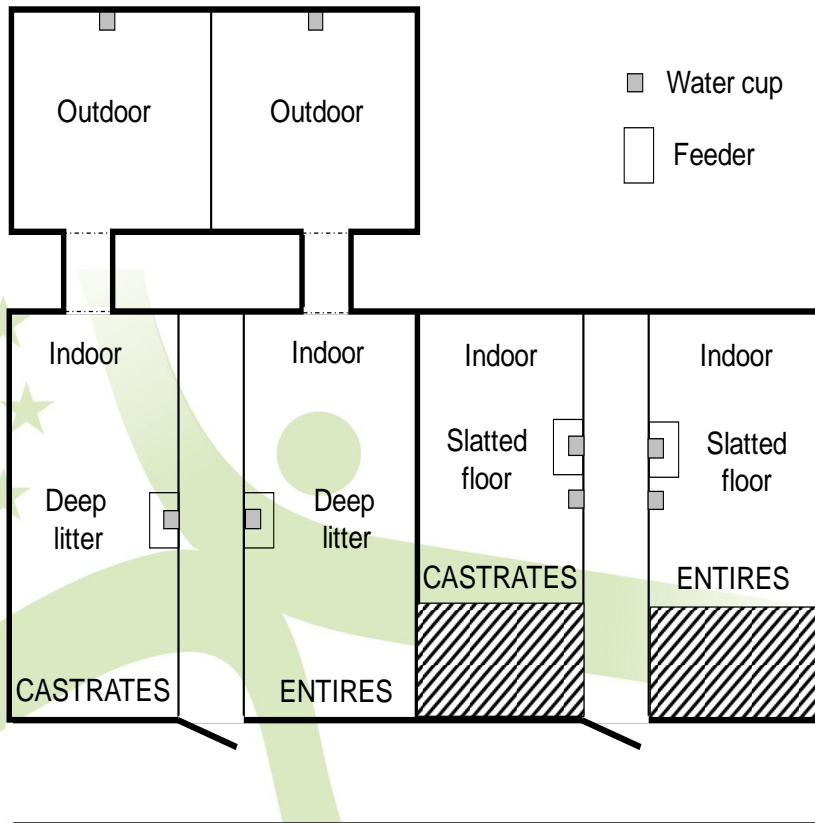 Outdoor
Outdoor
Water cup
Feeder
Indoor
Indoor
Indoor
Indoor
Slatted
floor
Slatted
floor
Deep
litter
Deep
litter
CASTRATES
ENTIRES
CASTRATES
ENTIRES